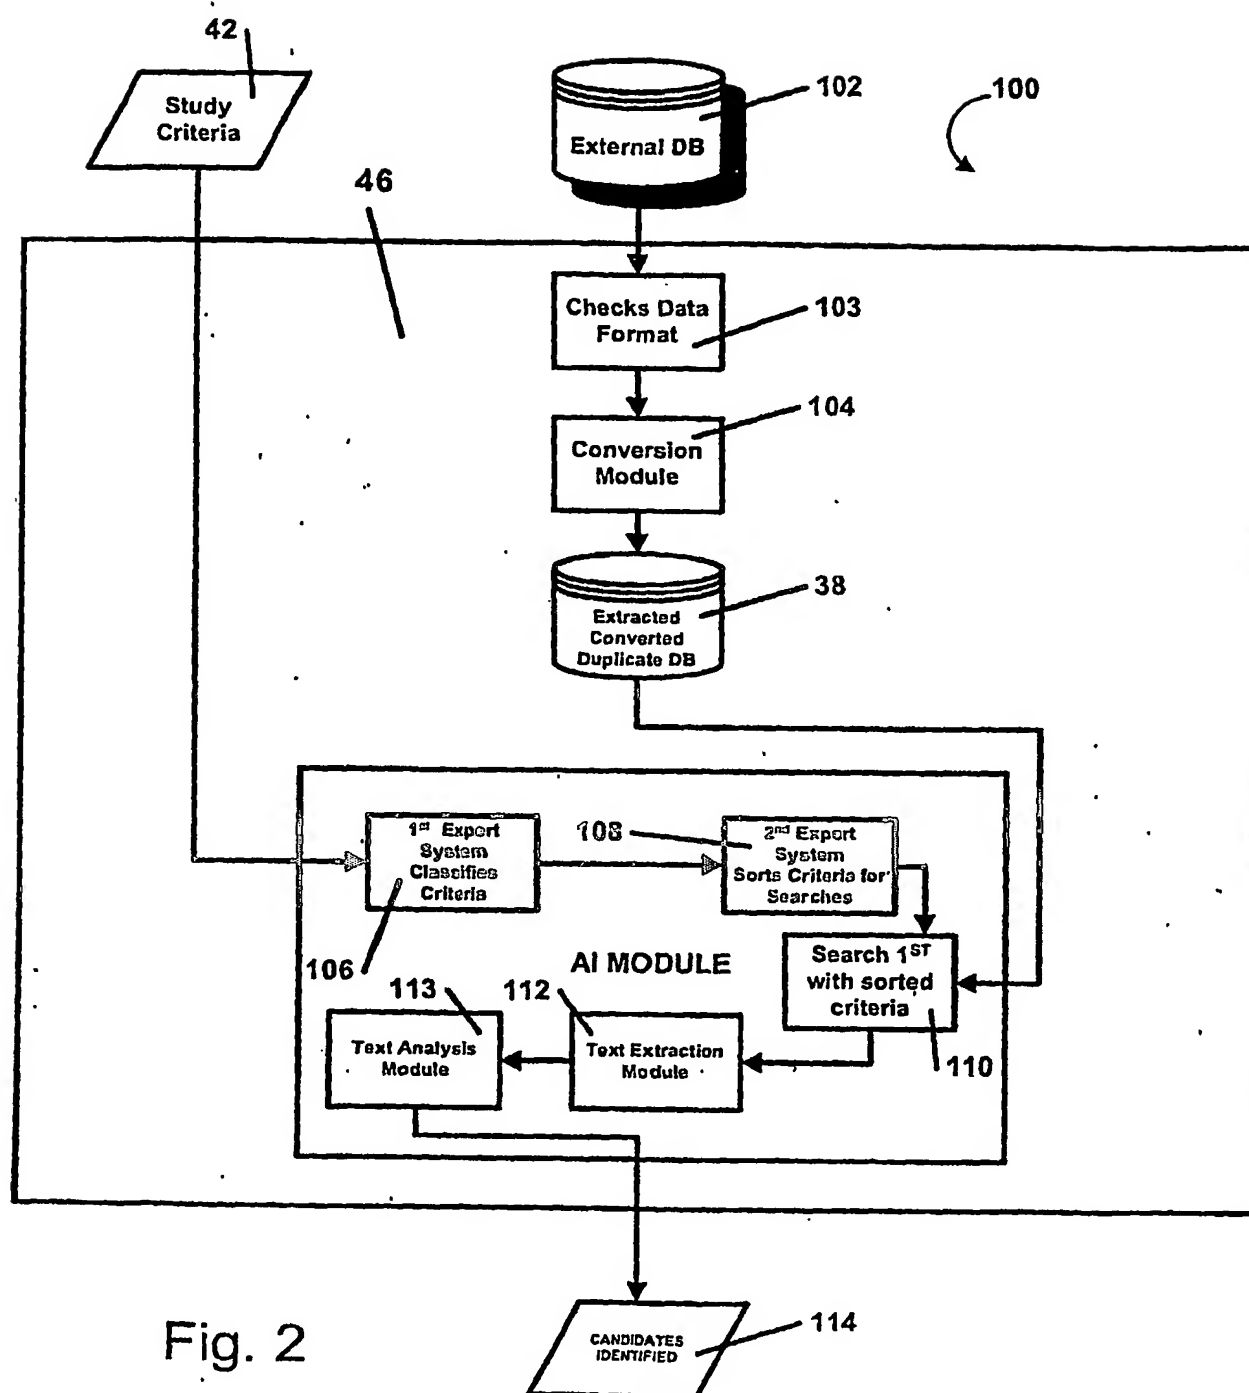 42
Study
Criteria
102
External DB
100
46
Checks Data
Format
103
104
Conversion
Module
38
Extracted
Converted
Duplicate DB
1st Expert
System
Classifies
Criteria
108
2nd Expert
System
Sorts Criteria for
Searches
106
AI MODULE
Search 1ST
with sorted
criteria
113
112
Text Analysis
Module
Text Extraction
Module
110
CANDIDATES
IDENTIFIED
114
Fig. 2